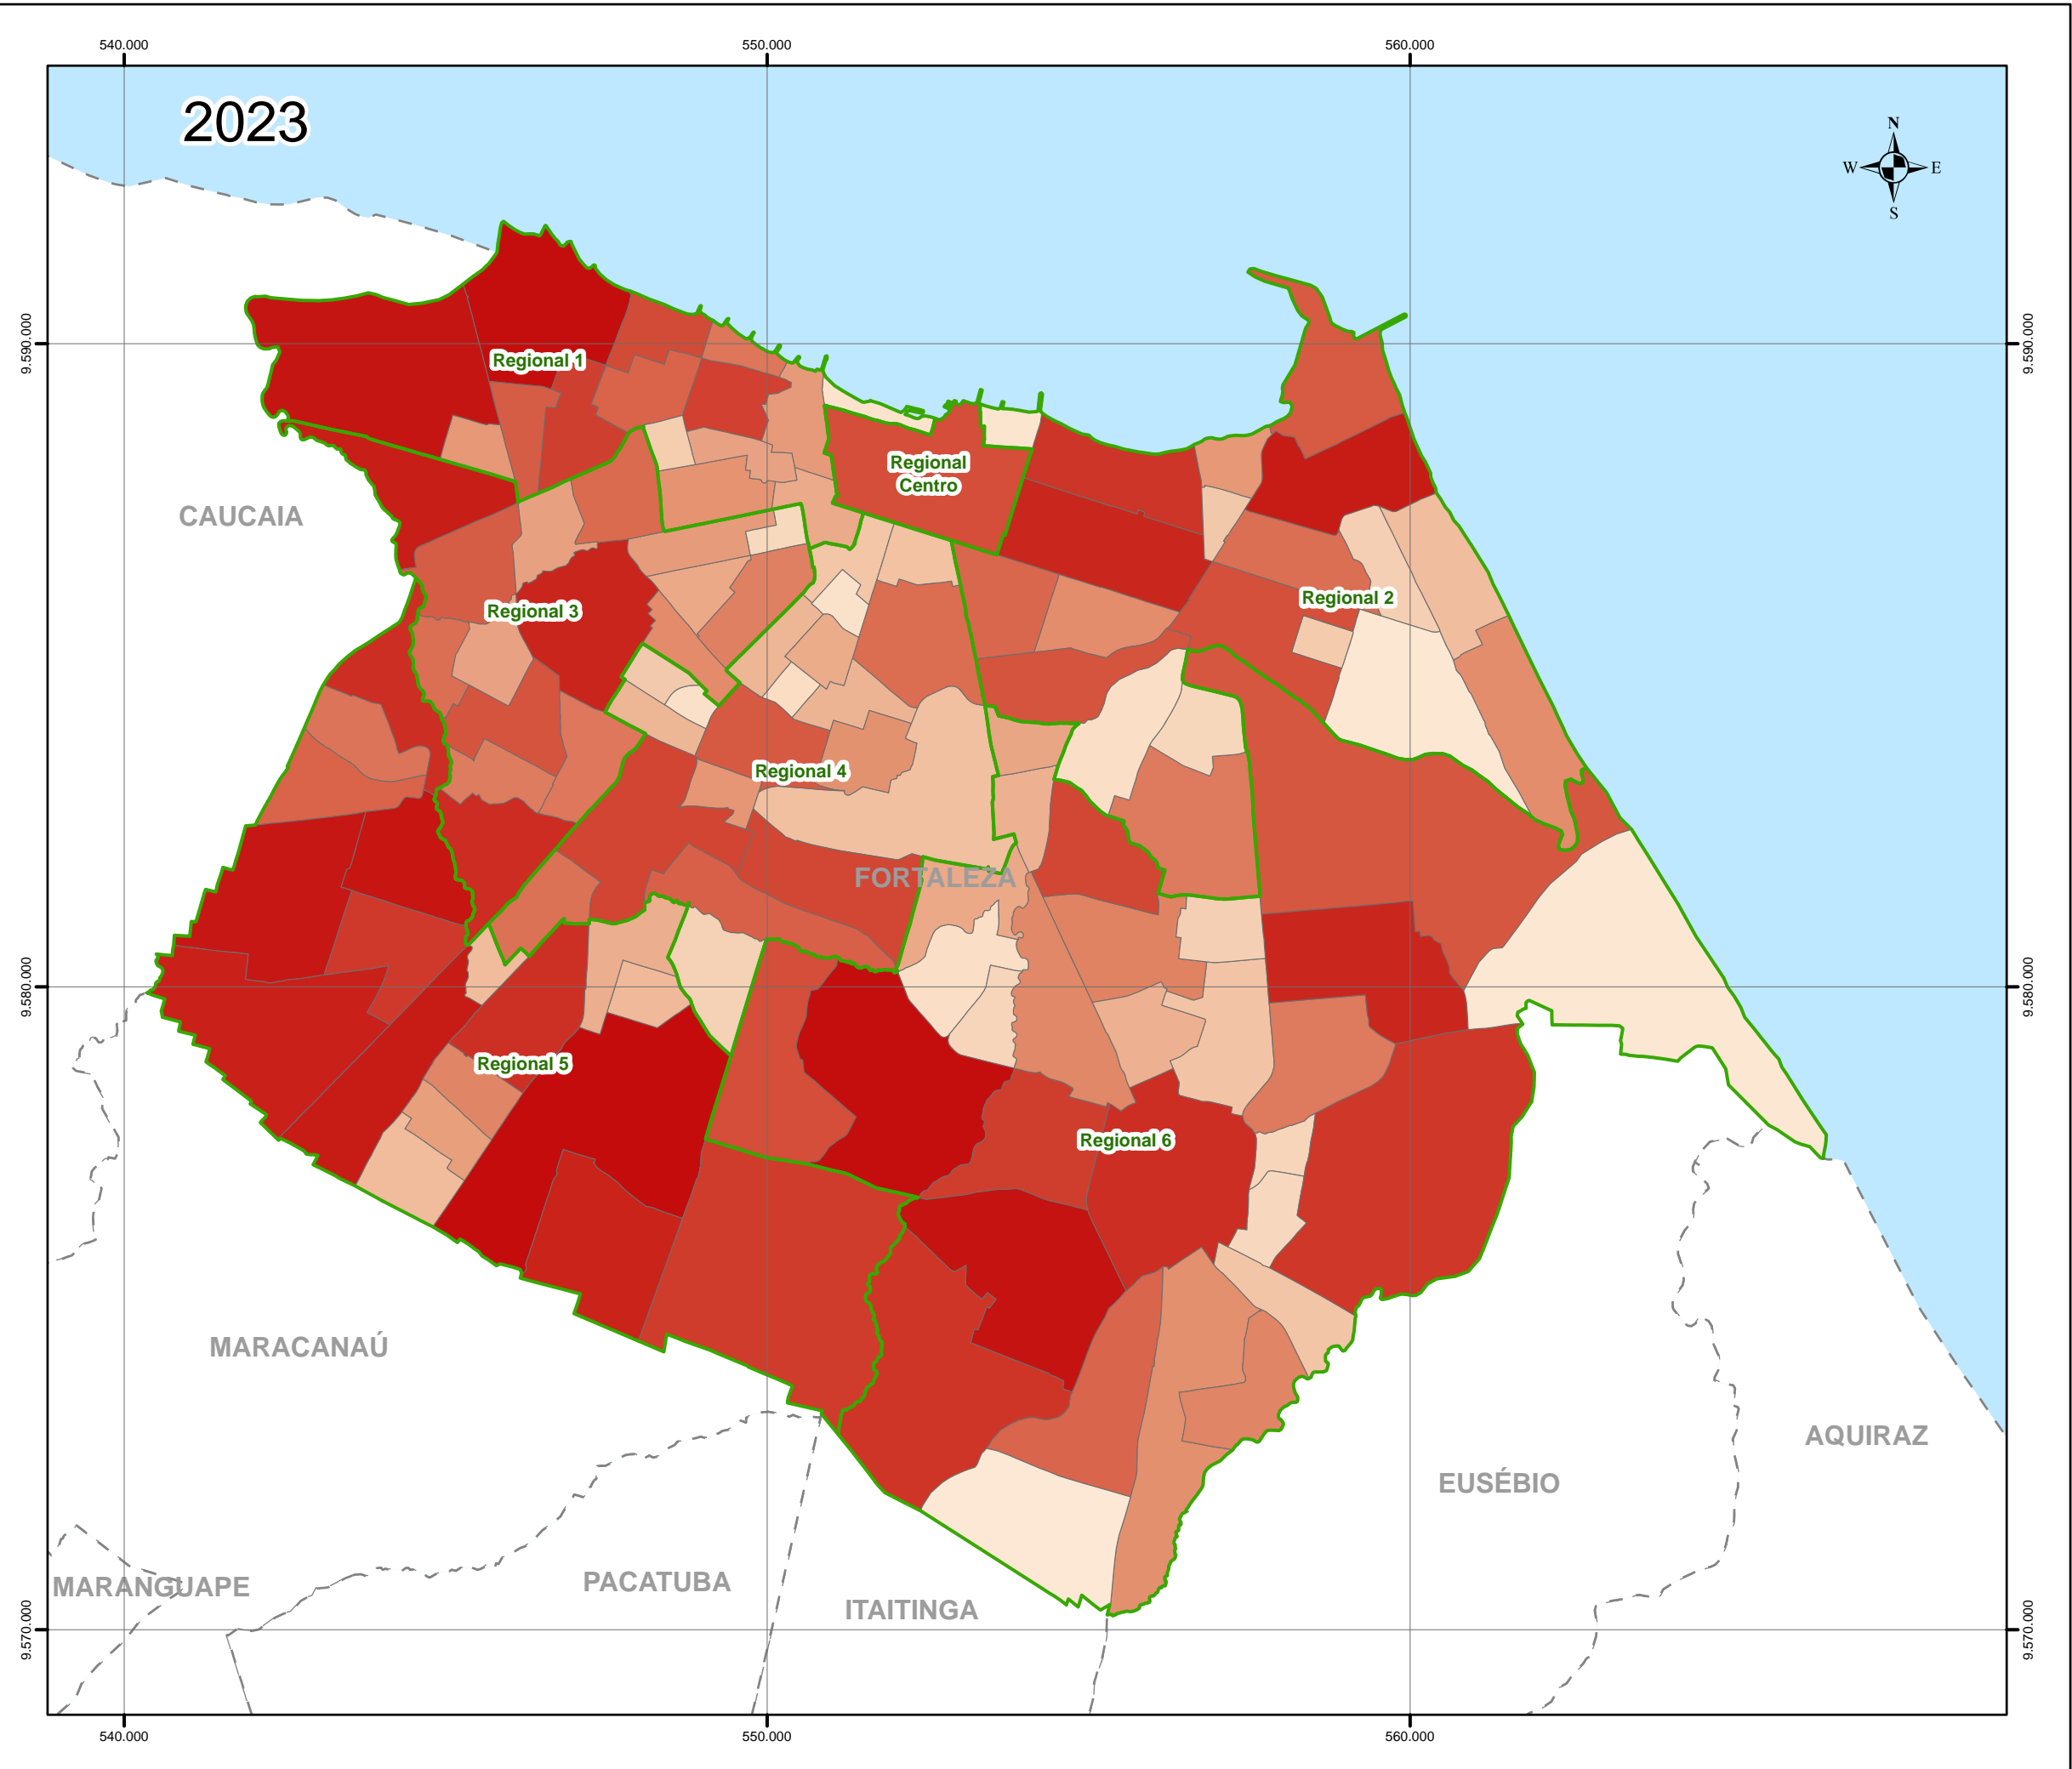 540.000
550.000
560.000
2023
N
W
E
S
9.590.000
9.590.000
Regional 1
Regional
Centro
CAUCAIA
Regional 2
Regional 3
Regional 4
FORTALEZA
9.580.000
9.580.000
Regional 5
Regional 6
MARACANAÚ
AQUIRAZ
EUSÉBIO
PACATUBA
MARANGUAPE
ITAITINGA
9.570.000
9.570.000
540.000
550.000
560.000